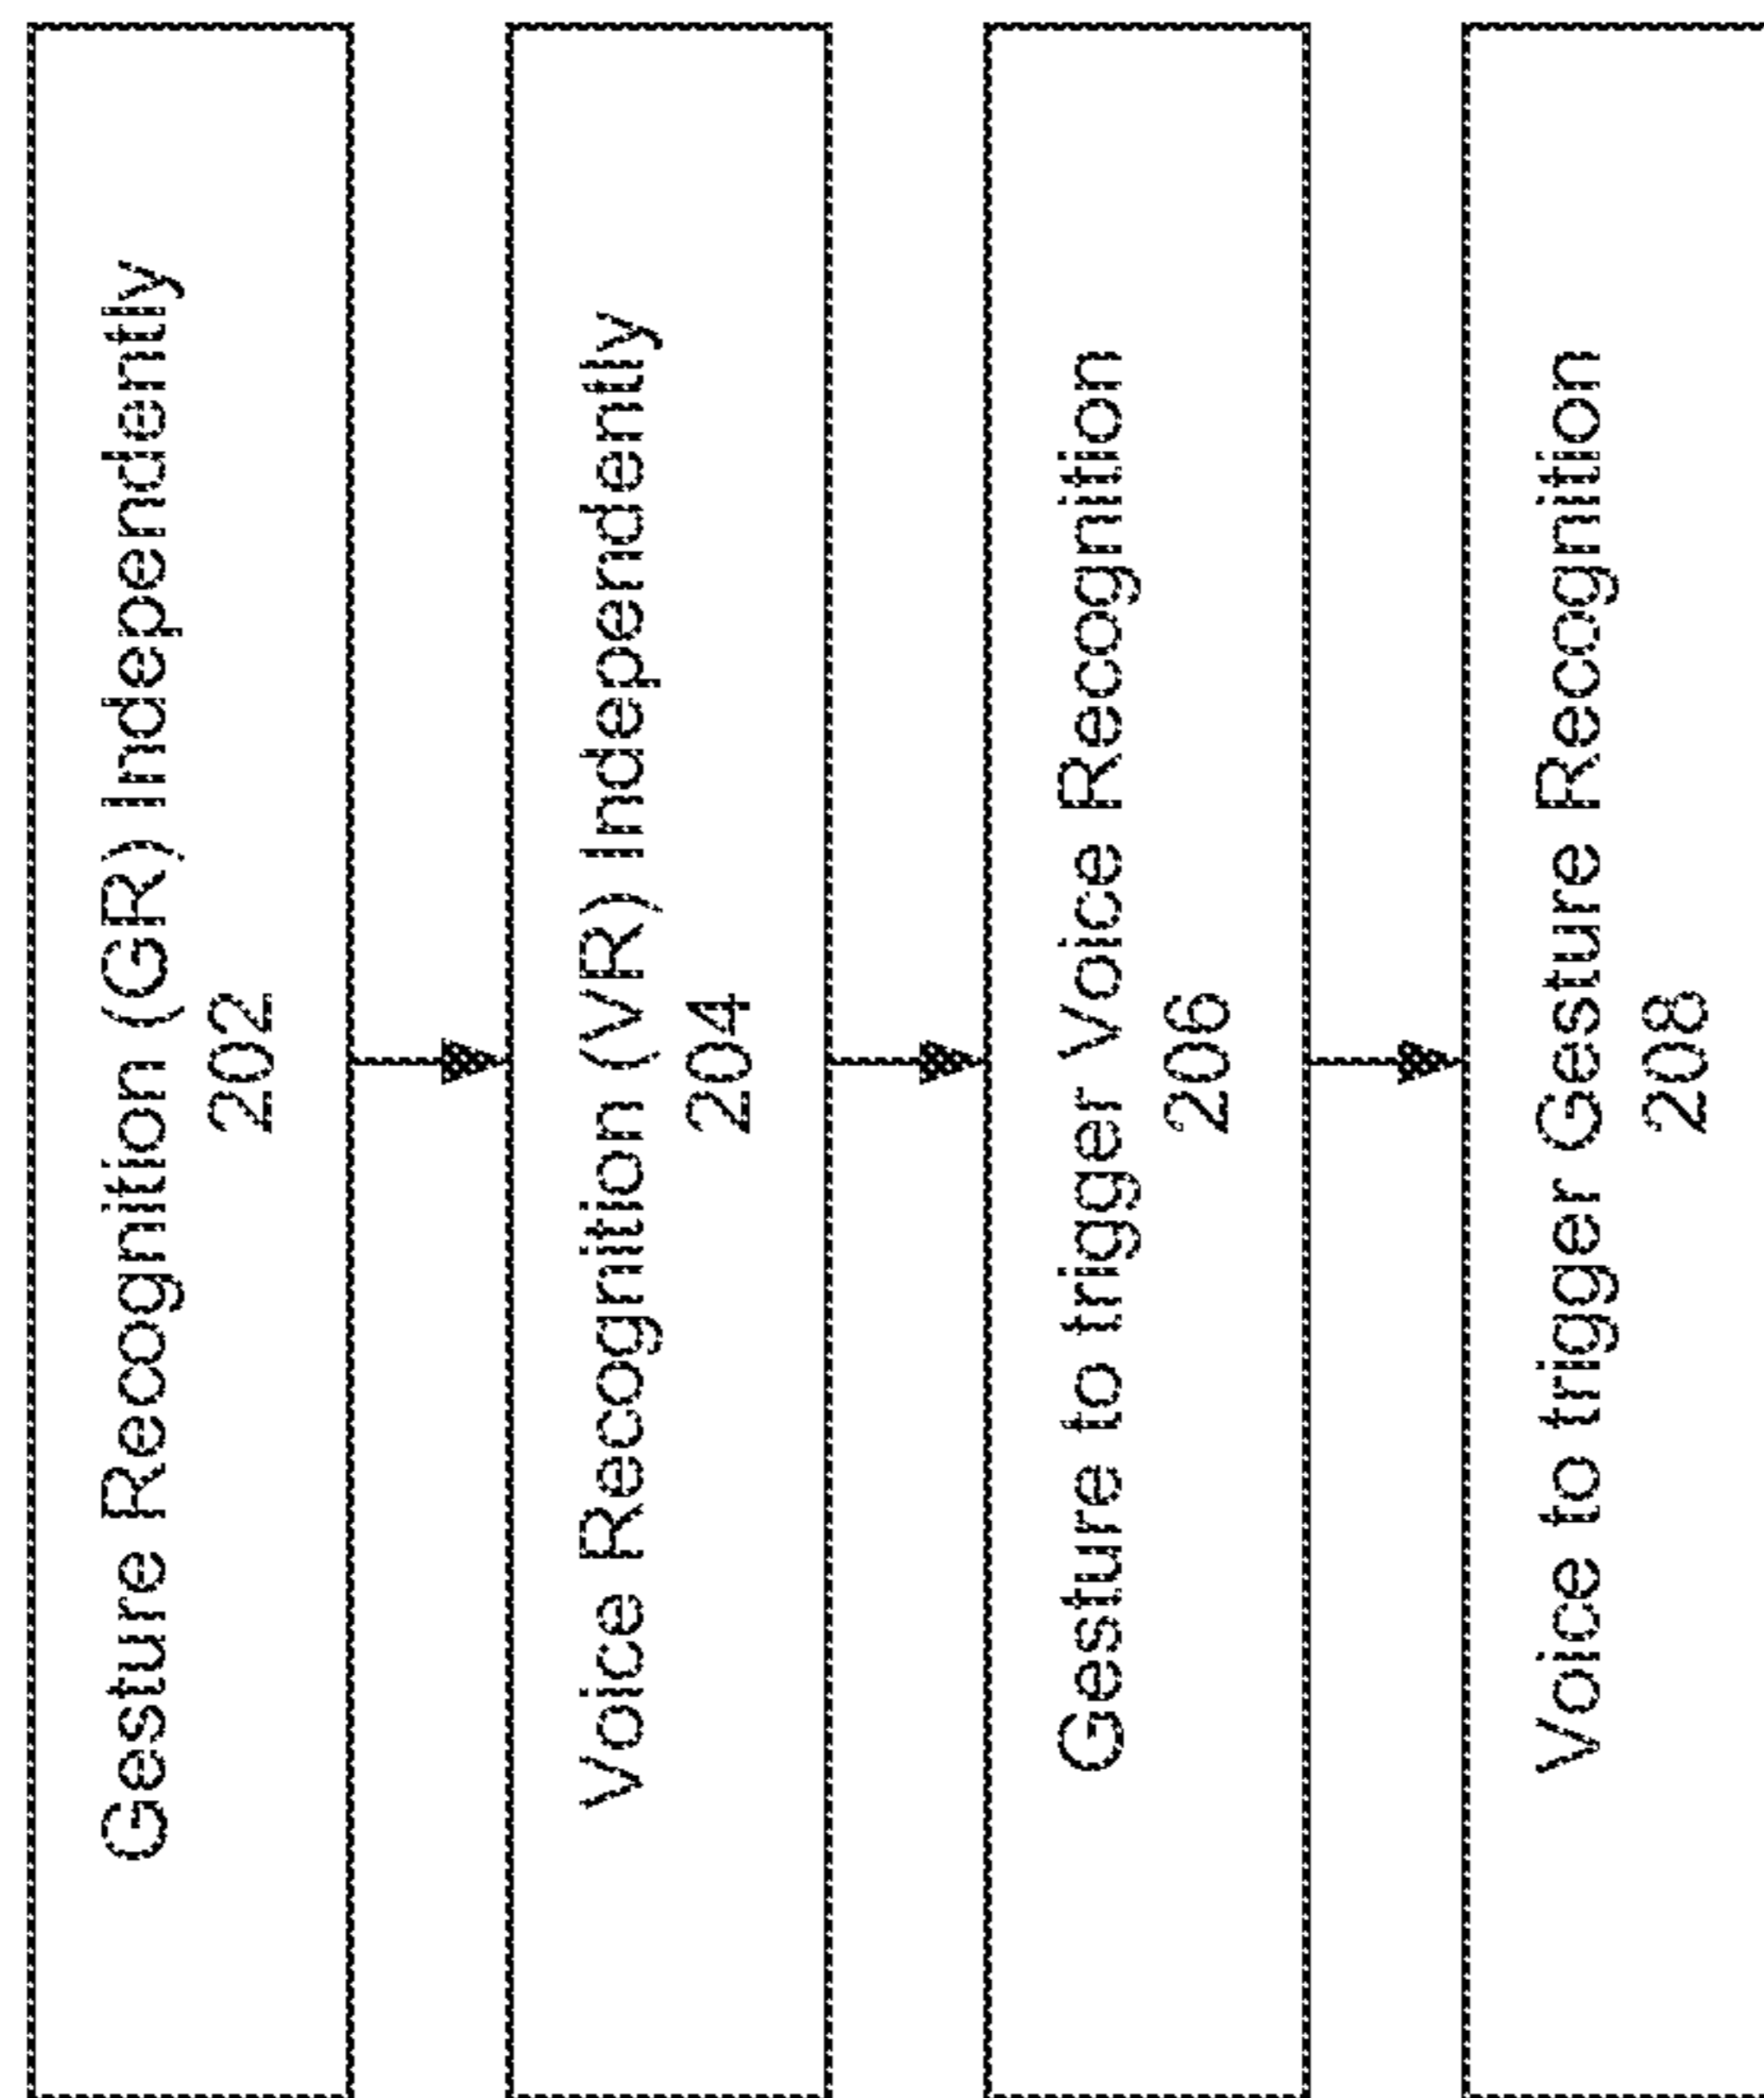 Gesture Recognition (GR) Independently
202
Voice Recognition (VR) Independently
204
Gesture to trigger Voice Recognition
206
Voice to trigger Gesture Recognition
208